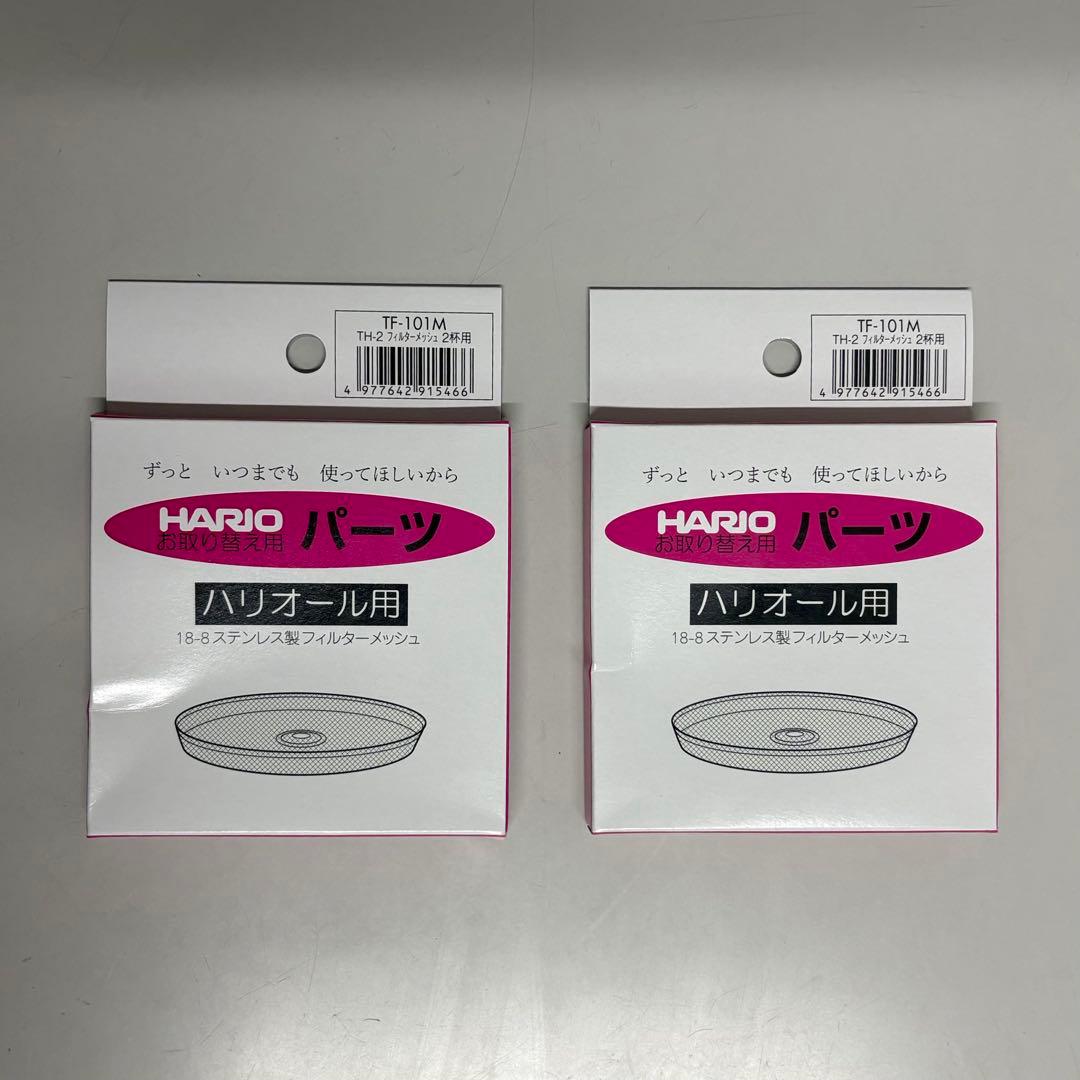 TF-101M
TH-2 ﾌｨﾙﾀｰﾒｯｼｭ 2杯用
4 977642 915466
ずっと いつまでも 使ってほしいから
HARIO
お取り替え用 パーツ
ハリオール用
18-8ステンレス製フィルターメッシュ
TF-101M
TH-2 ﾌｨﾙﾀｰﾒｯｼｭ 2杯用
4 977642 915466
ずっと いつまでも 使ってほしいから
HARIO
お取り替え用 パーツ
ハリオール用
18-8ステンレス製フィルターメッシュ